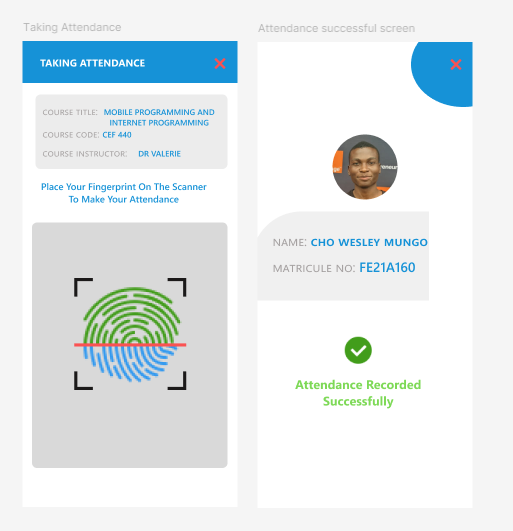 Taking Attendance
TAKING ATTENDANCE
COURSE TITLE: MOBILE PROGRAMMING AND
INTERNET PROGRAMMING
COURSE CODE: CEF 440
COURSE INSTRUCTOR: DR VALERIE
Place Your Fingerprint On The Scanner
To Make Your Attendance
Attendance successful screen
NAME: CHO WESLEY MUNGO
MATRICULE NO: FE21A160
Attendance Recorded
Successfully